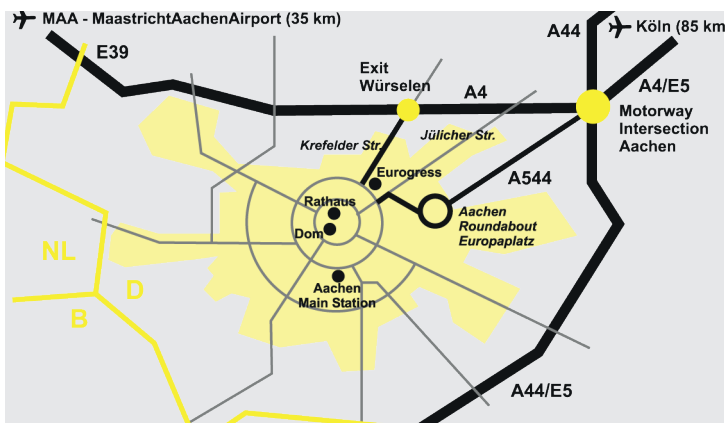 MAA - MaastrichtAachenAirport (35 km)
A44
Köln (85 km
E39
Exit
Würselen
A4
A4/E5
Motorway
Intersection
Aachen
Krefelder Str.
Jülicher Str.
Eurogress
A544
Rathaus
Aachen
Roundabout
Europaplatz
Dom
NL
D
B
Aachen
Main Station
A44/E5